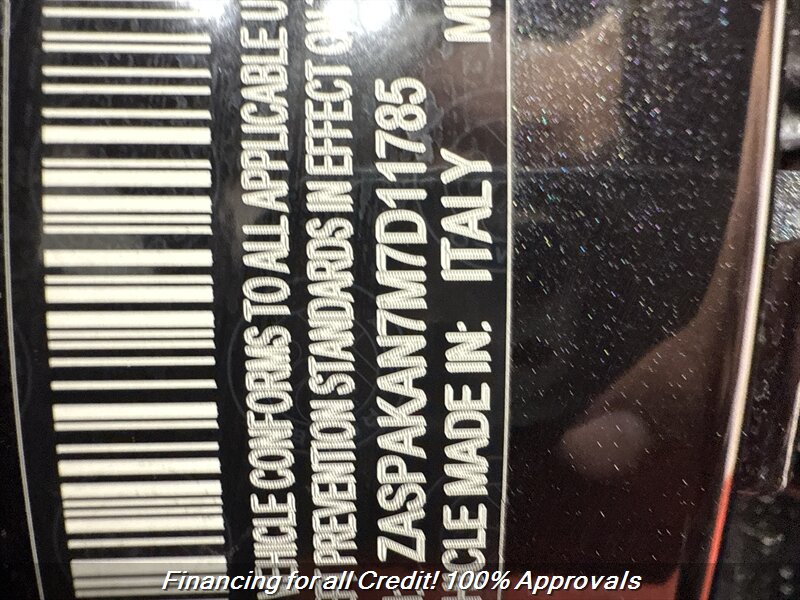 EHICLE CONFORMS TO ALL APPLICABLE U
T PREVENTION STANDARDS IN EFFECT ON
ZASPAKAN7M7D11785
CLE MADE IN: ITALY
Financing for all Credit! 100% Approvals